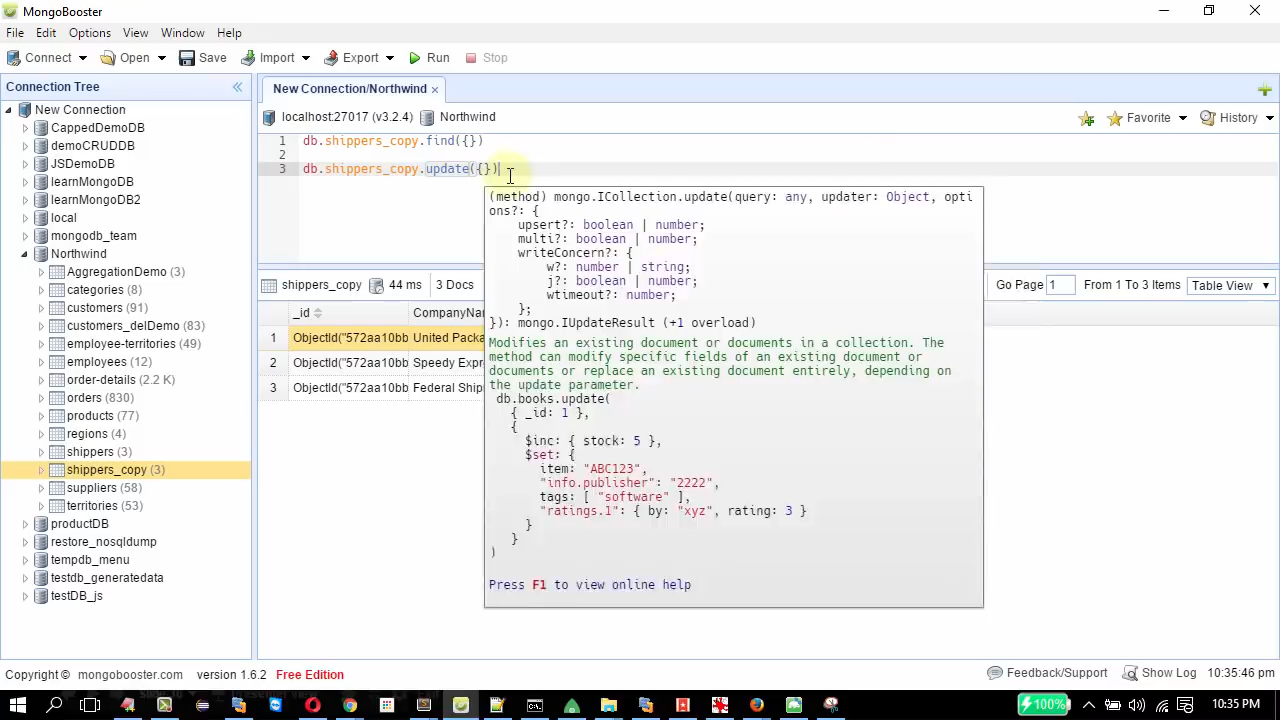 MongoBooster
File Edit Options View Window Help
Connect Open Save Import Export Run Stop
Connection Tree
New Connection
CappedDemoDB
demoCRUDDB
JSDemoDB
learnMongoDB
learnMongoDB2
local
mongodb_team
Northwind
AggregationDemo (3)
categories (8)
customers (91)
customers_delDemo (83)
employee-territories (49)
employees (12)
order-details (2.2 K)
orders (830)
products (77)
regions (4)
shippers (3)
shippers_copy (3)
suppliers (58)
territories (53)
productDB
restore_nosqldump
tempdb_menu
testdb_generatedata
testDB_js
New Connection/Northwind ×
localhost:27017 (v3.2.4) Northwind
Favorite History
1 db.shippers_copy.find({})
2
3 db.shippers_copy.update({})
shippers_copy 44 ms 3 Docs
Go Page 1 From 1 To 3 Items Table View
_id CompanyNam
1 ObjectId("572aa10bb United Packa
2 ObjectId("572aa10bb Speedy Expr
3 ObjectId("572aa10bb Federal Ship
(method) mongo.ICollection.update(query: any, updater: Object, opti
ons?: {
upsert?: boolean | number;
multi?: boolean | number;
writeConcern?: {
w?: number | string;
j?: boolean | number;
wtimeout?: number;
};
}): mongo.IUpdateResult (+1 overload)
Modifies an existing document or documents in a collection. The
method can modify specific fields of an existing document or
documents or replace an existing document entirely, depending on
the update parameter.
db.books.update(
{ _id: 1 },
{
$inc: { stock: 5 },
$set: {
item: "ABC123",
"info.publisher": "2222",
tags: [ "software" ],
"ratings.1": { by: "xyz", rating: 3 }
}
}
)
Press F1 to view online help
Copyright © mongobooster.com version 1.6.2 Free Edition
Feedback/Support Show Log 10:35:46 pm
100% 10:35 PM